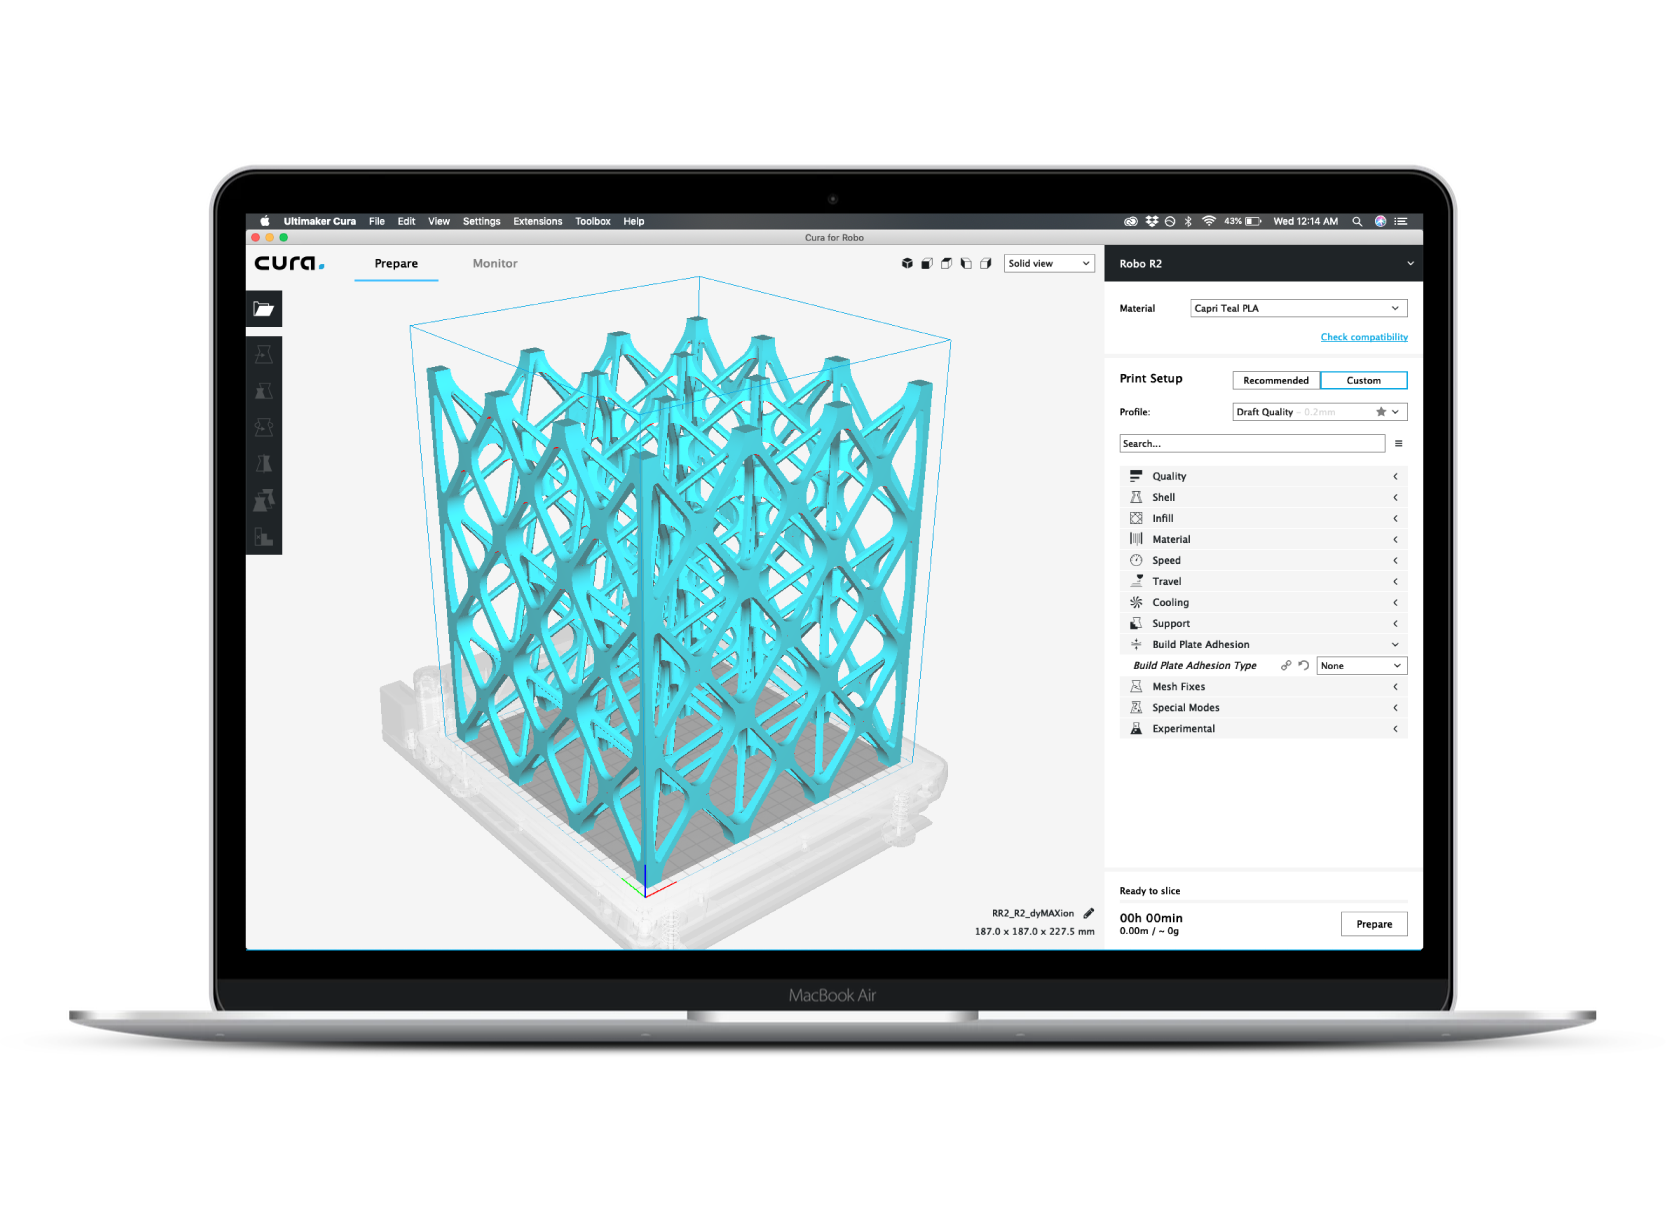 Ultimaker Cura File Edit View Settings Extensions Toolbox Help 43% Wed 12:14 AM
Cura for Robo
cura. Prepare Monitor Solid view Robo R2
Material Capri Teal PLA
Check compatibility
Print Setup Recommended Custom
Profile: Draft Quality - 0.2mm
Search...
Quality
Shell
Infill
Material
Speed
Travel
Cooling
Support
Build Plate Adhesion
Build Plate Adhesion Type None
Mesh Fixes
Special Modes
Experimental
RR2_R2_dyMAXion
187.0 x 187.0 x 227.5 mm
Ready to slice
00h 00min
0.00m / ~ 0g
Prepare
MacBook Air